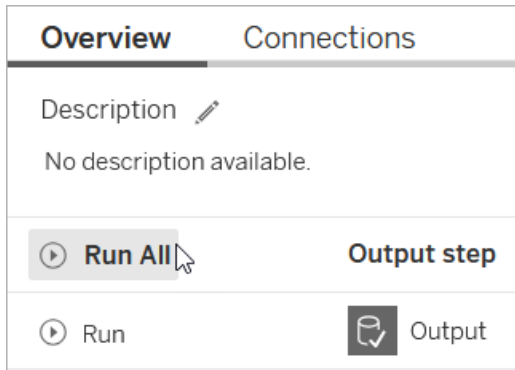 Overview Connections
Description
No description available.
Run All Output step
Run Output